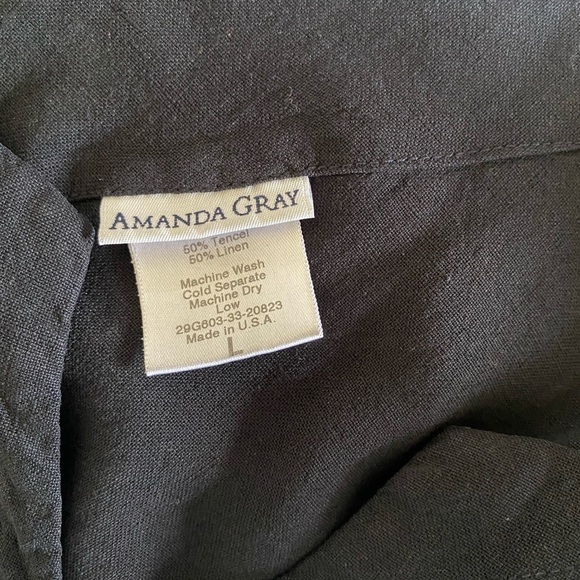 AMANDA GRAY
50% Tencel
50% Linen
Machine Wash
Cold Separate
Machine Dry
Low
29G603-33-20823
Made in U.S.A.
L